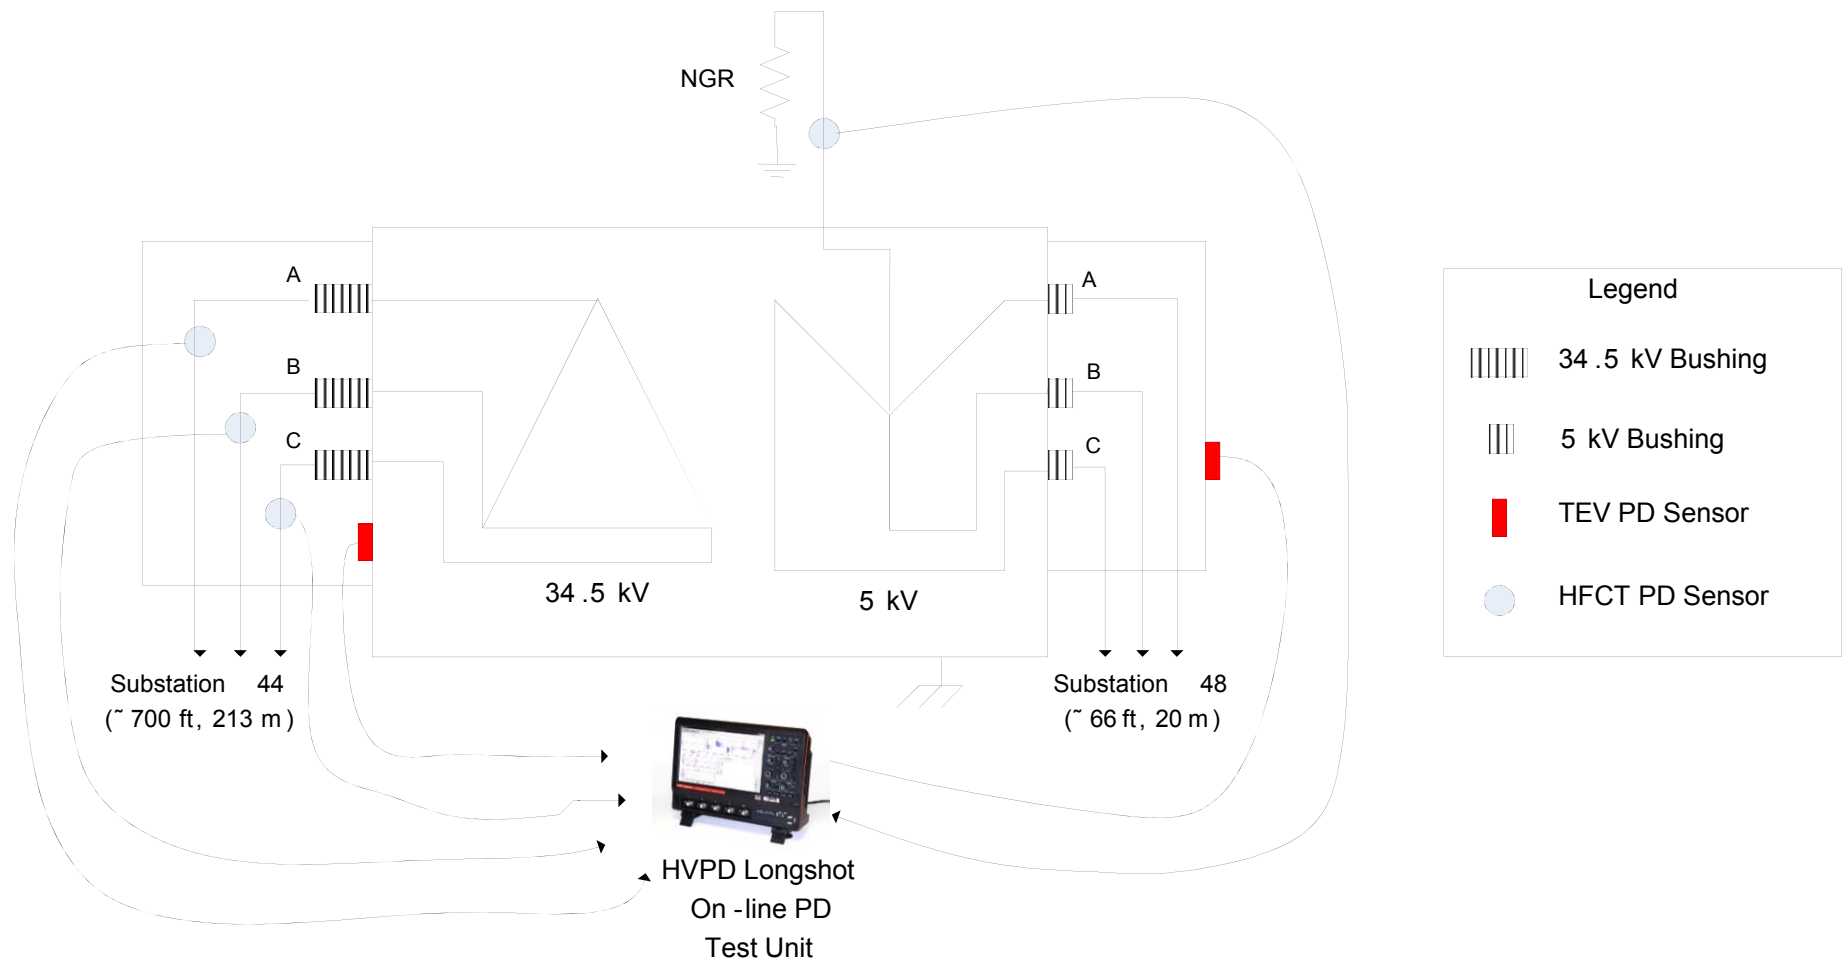 NGR
A
B
C
A
B
C
34.5 kV
5 kV
Substation 44
(~ 700 ft, 213 m)
Substation 48
(~ 66 ft, 20 m)
HVPD Longshot
On -line PD
Test Unit
Legend
34 .5 kV Bushing
5 kV Bushing
TEV PD Sensor
HFCT PD Sensor